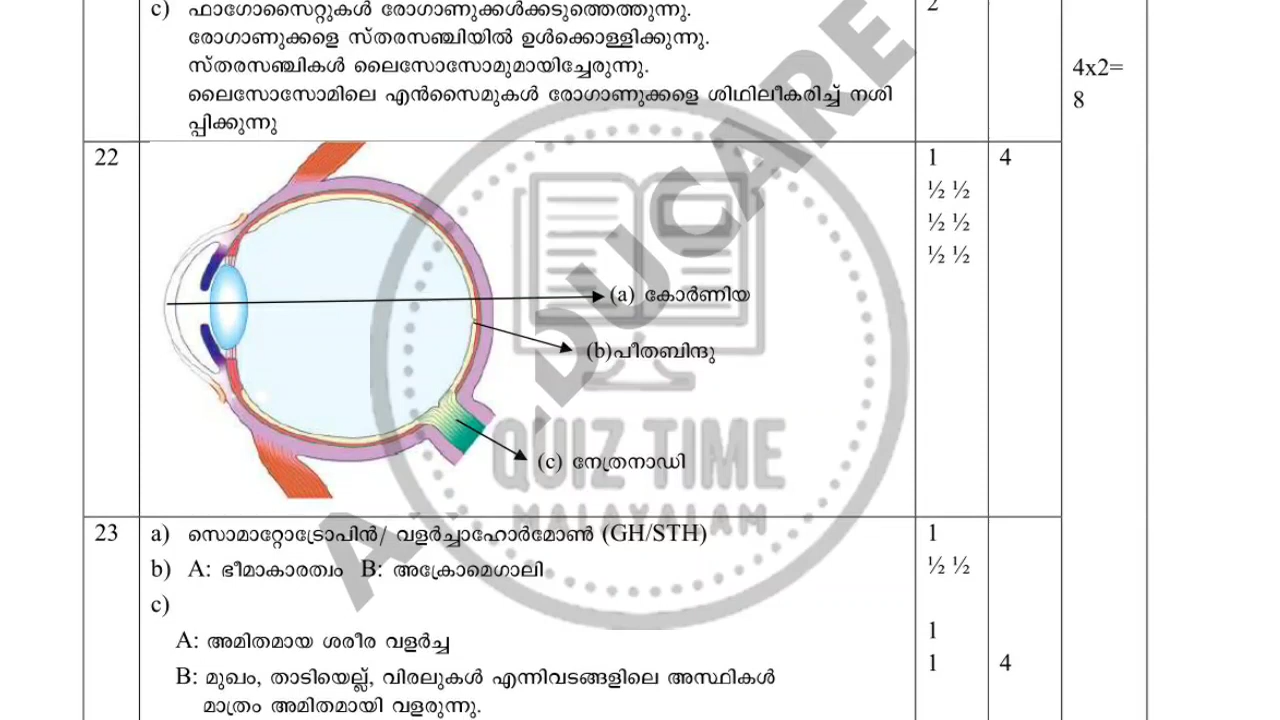 c) ഫാഗോസൈറ്റുകൾ രോഗാണുക്കൾക്കടുത്തെത്തുന്നു. 2
രോഗാണുക്കളെ സ്തരസഞ്ചിയിൽ ഉൾക്കൊള്ളിക്കുന്നു.
സ്തരസഞ്ചികൾ ലൈസോസോമുമായിച്ചേരുന്നു. 4x2=
ലൈസോസോമിലെ എൻസൈമുകൾ രോഗാണുക്കളെ ശിഥിലീകരിച്ച് നശി 8
പ്പിക്കുന്നു
22 1 4
½ ½
½ ½
½ ½
(a) കോർണിയ
(b)പീതബിന്ദു
(c) നേത്രനാഡി
A+ EDUCARE
QUIZ TIME
MALAYALAM
23 a) സൊമാറ്റോട്രോപിൻ/ വളർച്ചാഹോർമോൺ (GH/STH) 1
b) A: ഭീമാകാരത്വം B: അക്രോമെഗാലി ½ ½
c)
A: അമിതമായ ശരീര വളർച്ച 1
B: മുഖം, താടിയെല്ല്, വിരലുകൾ എന്നിവടങ്ങളിലെ അസ്ഥികൾ 1 4
മാത്രം അമിതമായി വളരുന്നു.